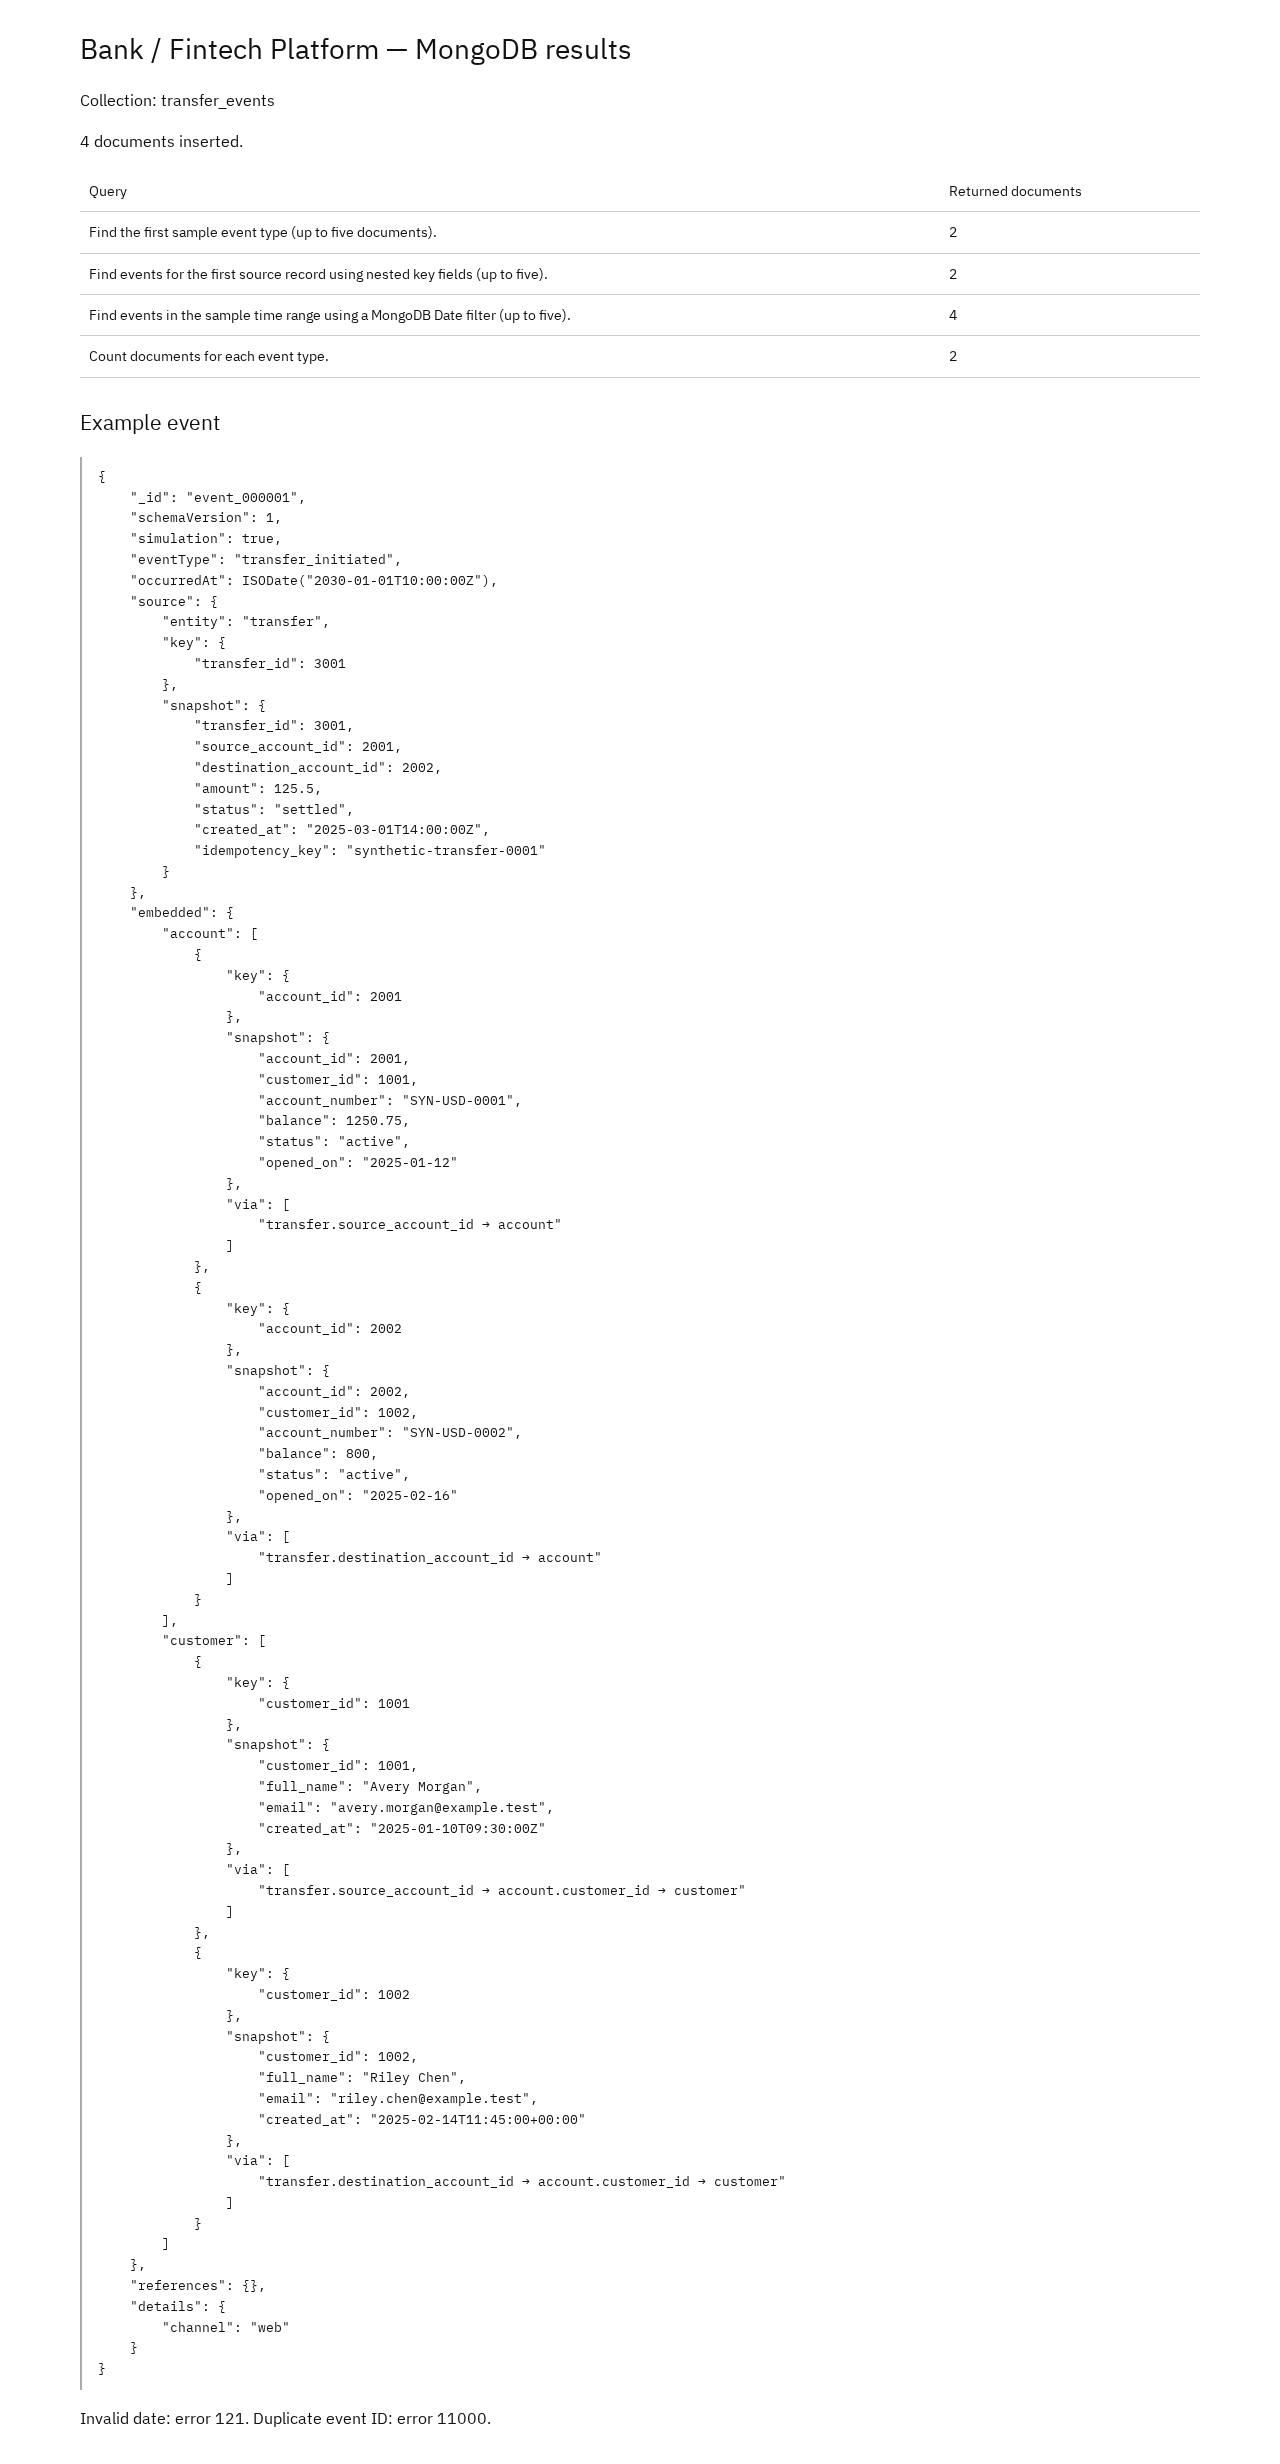 Bank / Fintech Platform — MongoDB results
Collection: transfer_events
4 documents inserted.
Query Returned documents
Find the first sample event type (up to five documents). 2
Find events for the first source record using nested key fields (up to five). 2
Find events in the sample time range using a MongoDB Date filter (up to five). 4
Count documents for each event type. 2
Example event
{
    "_id": "event_000001",
    "schemaVersion": 1,
    "simulation": true,
    "eventType": "transfer_initiated",
    "occurredAt": ISODate("2030-01-01T10:00:00Z"),
    "source": {
        "entity": "transfer",
        "key": {
            "transfer_id": 3001
        },
        "snapshot": {
            "transfer_id": 3001,
            "source_account_id": 2001,
            "destination_account_id": 2002,
            "amount": 125.5,
            "status": "settled",
            "created_at": "2025-03-01T14:00:00Z",
            "idempotency_key": "synthetic-transfer-0001"
        }
    },
    "embedded": {
        "account": [
            {
                "key": {
                    "account_id": 2001
                },
                "snapshot": {
                    "account_id": 2001,
                    "customer_id": 1001,
                    "account_number": "SYN-USD-0001",
                    "balance": 1250.75,
                    "status": "active",
                    "opened_on": "2025-01-12"
                },
                "via": [
                    "transfer.source_account_id → account"
                ]
            },
            {
                "key": {
                    "account_id": 2002
                },
                "snapshot": {
                    "account_id": 2002,
                    "customer_id": 1002,
                    "account_number": "SYN-USD-0002",
                    "balance": 800,
                    "status": "active",
                    "opened_on": "2025-02-16"
                },
                "via": [
                    "transfer.destination_account_id → account"
                ]
            }
        ],
        "customer": [
            {
                "key": {
                    "customer_id": 1001
                },
                "snapshot": {
                    "customer_id": 1001,
                    "full_name": "Avery Morgan",
                    "email": "avery.morgan@example.test",
                    "created_at": "2025-01-10T09:30:00Z"
                },
                "via": [
                    "transfer.source_account_id → account.customer_id → customer"
                ]
            },
            {
                "key": {
                    "customer_id": 1002
                },
                "snapshot": {
                    "customer_id": 1002,
                    "full_name": "Riley Chen",
                    "email": "riley.chen@example.test",
                    "created_at": "2025-02-14T11:45:00+00:00"
                },
                "via": [
                    "transfer.destination_account_id → account.customer_id → customer"
                ]
            }
        ]
    },
    "references": {},
    "details": {
        "channel": "web"
    }
}
Invalid date: error 121. Duplicate event ID: error 11000.